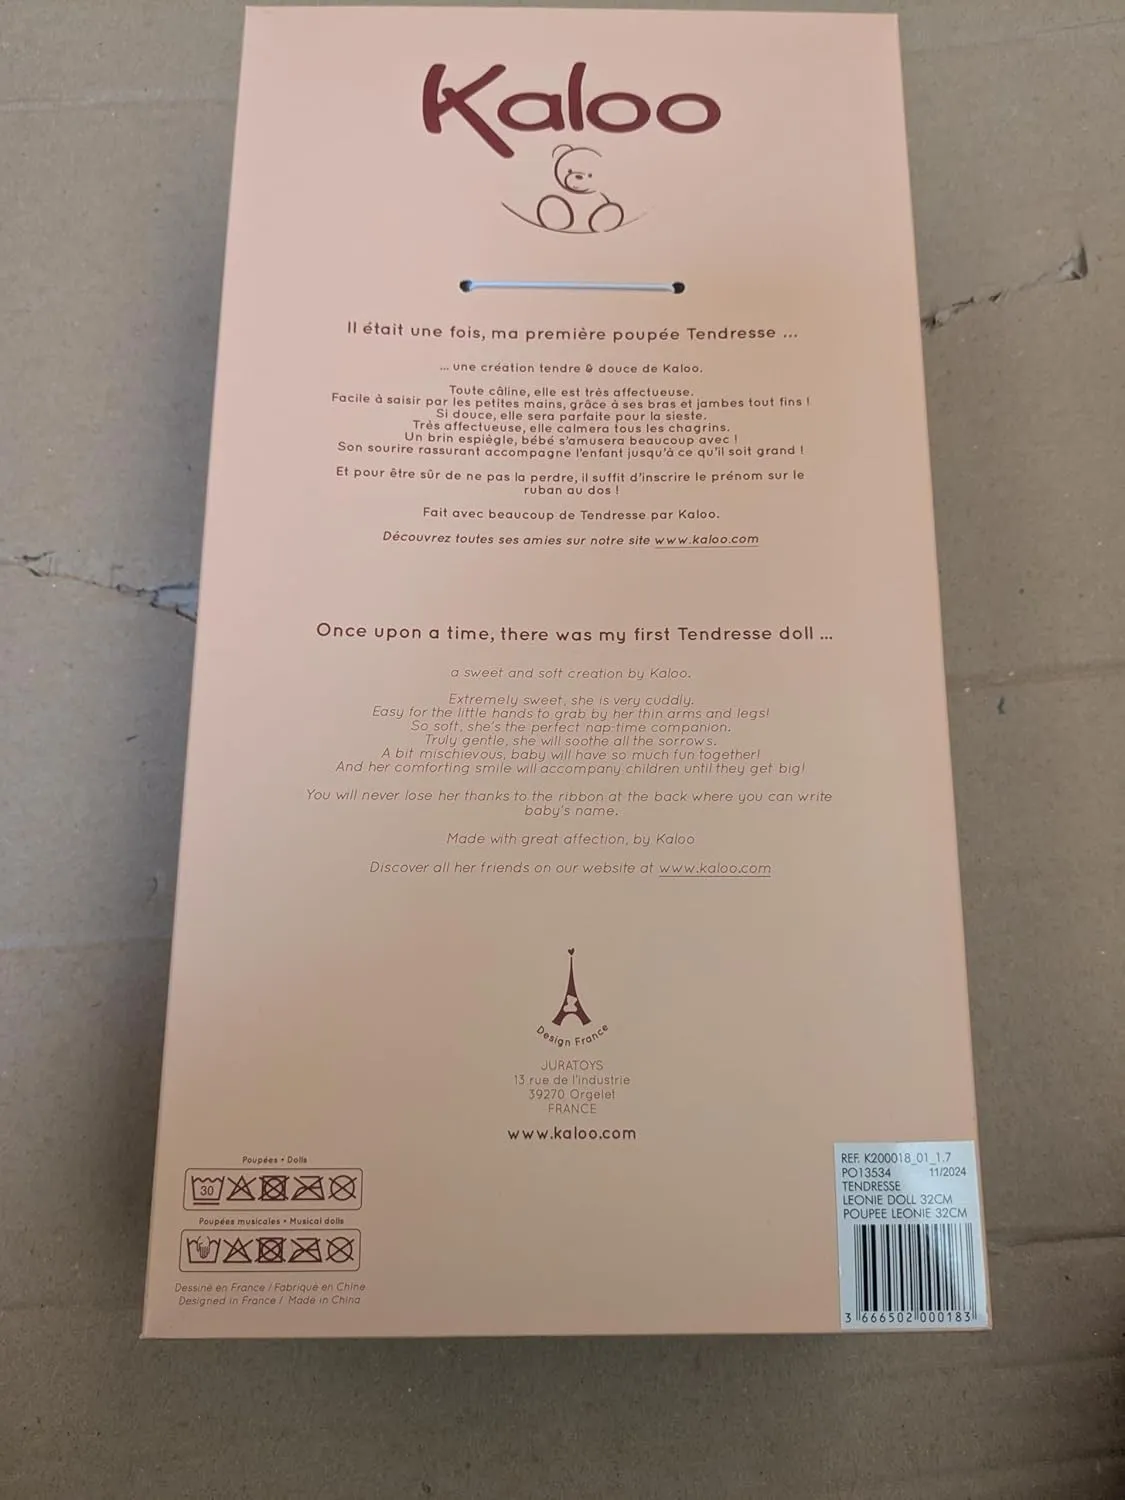 Kaloo
Il était une fois, ma première poupée Tendresse ...
... une création tendre & douce de Kaloo.
Toute câline, elle est très affectueuse.
Facile à saisir par les petites mains, grâce à ses bras et jambes tout fins !
Si douce, elle sera parfaite pour la sieste.
Très affectueuse, elle calmera tous les chagrins.
Un brin espiègle, bébé s'amusera beaucoup avec !
Son sourire rassurant accompagne l'enfant jusqu'à ce qu'il soit grand !
Et pour être sûr de ne pas la perdre, il suffit d'inscrire le prénom sur le
ruban au dos !
Fait avec beaucoup de Tendresse par Kaloo.
Découvrez toutes ses amies sur notre site www.kaloo.com
Once upon a time, there was my first Tendresse doll ...
a sweet and soft creation by Kaloo.
Extremely sweet, she is very cuddly.
Easy for the little hands to grab by her thin arms and legs!
So soft, she's the perfect nap-time companion.
Truly gentle, she will soothe all the sorrows.
A bit mischievous, baby will have so much fun together!
And her comforting smile will accompany children until they get big!
You will never lose her thanks to the ribbon at the back where you can write
baby's name.
Made with great affection, by Kaloo
Discover all her friends on our website at www.kaloo.com
Design France
JURATOYS
13 rue de l'industrie
39270 Orgelet
FRANCE
www.kaloo.com
Poupées • Dolls
30
Poupées musicales • Musical dolls
Dessiné en France / Fabriqué en Chine
Designed in France / Made in China
REF. K200018_01_1.7
PO13534 11/2024
TENDRESSE
LEONIE DOLL 32CM
POUPEE LEONIE 32CM
3 666502 000183